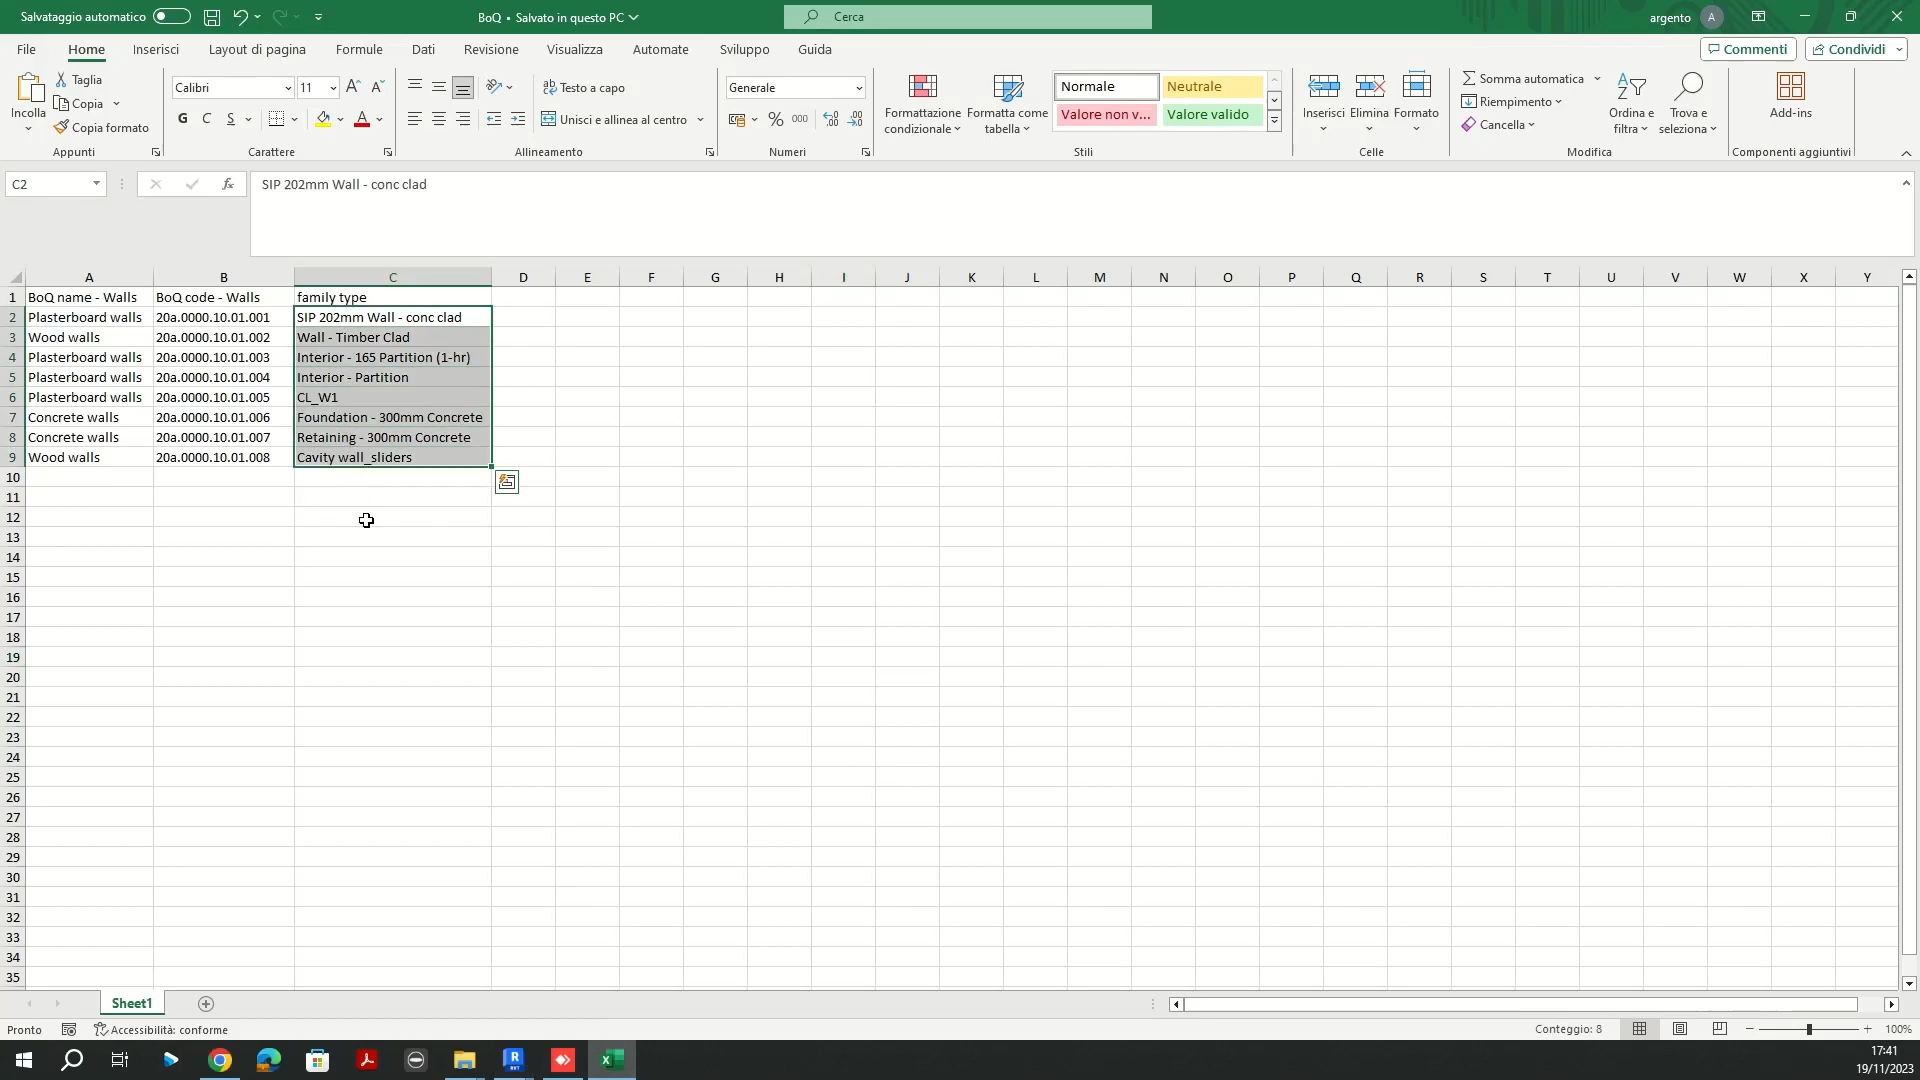 Salvataggio automatico
BoQ • Salvato in questo PC
Cerca
argento A
File Home Inserisci Layout di pagina Formule Dati Revisione Visualizza Automate Sviluppo Guida
Commenti Condividi
Incolla
Taglia
Copia
Copia formato
Appunti
Calibri 11
G C S
Carattere
Testo a capo
Unisci e allinea al centro
Allineamento
Generale
% 000
Numeri
Formattazione condizionale
Formatta come tabella
Normale Neutrale
Valore non v... Valore valido
Stili
Inserisci Elimina Formato
Celle
Somma automatica
Riempimento
Cancella
Ordina e filtra
Trova e seleziona
Modifica
Add-ins
Componenti aggiuntivi
C2
fx
SIP 202mm Wall - conc clad
A B C D E F G H I J K L M N O P Q R S T U V W X Y
1 BoQ name - Walls BoQ code - Walls family type
2 Plasterboard walls 20a.0000.10.01.001 SIP 202mm Wall - conc clad
3 Wood walls 20a.0000.10.01.002 Wall - Timber Clad
4 Plasterboard walls 20a.0000.10.01.003 Interior - 165 Partition (1-hr)
5 Plasterboard walls 20a.0000.10.01.004 Interior - Partition
6 Plasterboard walls 20a.0000.10.01.005 CL_W1
7 Concrete walls 20a.0000.10.01.006 Foundation - 300mm Concrete
8 Concrete walls 20a.0000.10.01.007 Retaining - 300mm Concrete
9 Wood walls 20a.0000.10.01.008 Cavity wall_sliders
10
11
12
13
14
15
16
17
18
19
20
21
22
23
24
25
26
27
28
29
30
31
32
33
34
35
Sheet1
Pronto Accessibilità: conforme Conteggio: 8 100%
17:41
19/11/2023